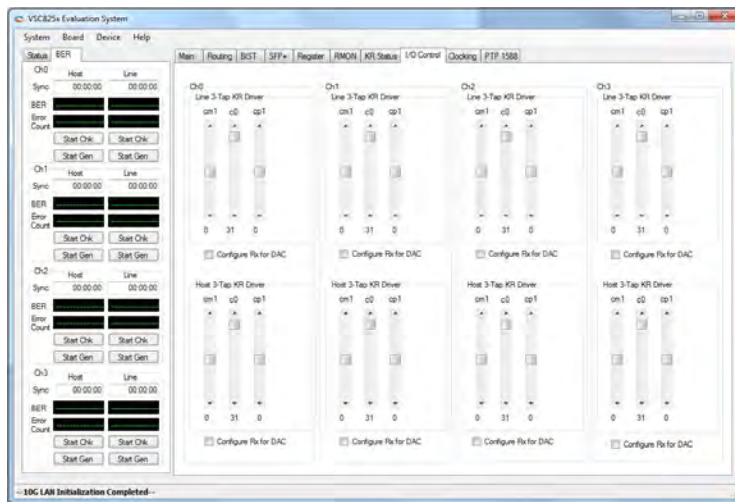 VSC825x Evaluation System
System Board Device Help
Status BER
Main Routing BIST SFP+ Register RMON KR Status I/O Control Clocking PTP 1588
Ch0
Host Line
Sync 00:00:00 00:00:00
BER
Error Count
Start Chk Start Chk
Start Gen Start Gen
Ch1
Host Line
Sync 00:00:00 00:00:00
BER
Error Count
Start Chk Start Chk
Start Gen Start Gen
Ch2
Host Line
Sync 00:00:00 00:00:00
BER
Error Count
Start Chk Start Chk
Start Gen Start Gen
Ch3
Host Line
Sync 00:00:00 00:00:00
BER
Error Count
Start Chk Start Chk
Start Gen Start Gen
Ch0 Ch1 Ch2 Ch3
Line 3-Tap KR Driver Line 3-Tap KR Driver Line 3-Tap KR Driver Line 3-Tap KR Driver
cm1 c0 cp1 cm1 c0 cp1 cm1 c0 cp1 cm1 c0 cp1
0 31 0 0 31 0 0 31 0 0 31 0
Configure Rx for DAC Configure Rx for DAC Configure Rx for DAC Configure Rx for DAC
Host 3-Tap KR Driver Host 3-Tap KR Driver Host 3-Tap KR Driver Host 3-Tap KR Driver
cm1 c0 cp1 cm1 c0 cp1 cm1 c0 cp1 cm1 c0 cp1
0 31 0 0 31 0 0 31 0 0 31 0
Configure Rx for DAC Configure Rx for DAC Configure Rx for DAC Configure Rx for DAC
--10G LAN Initialization Completed--